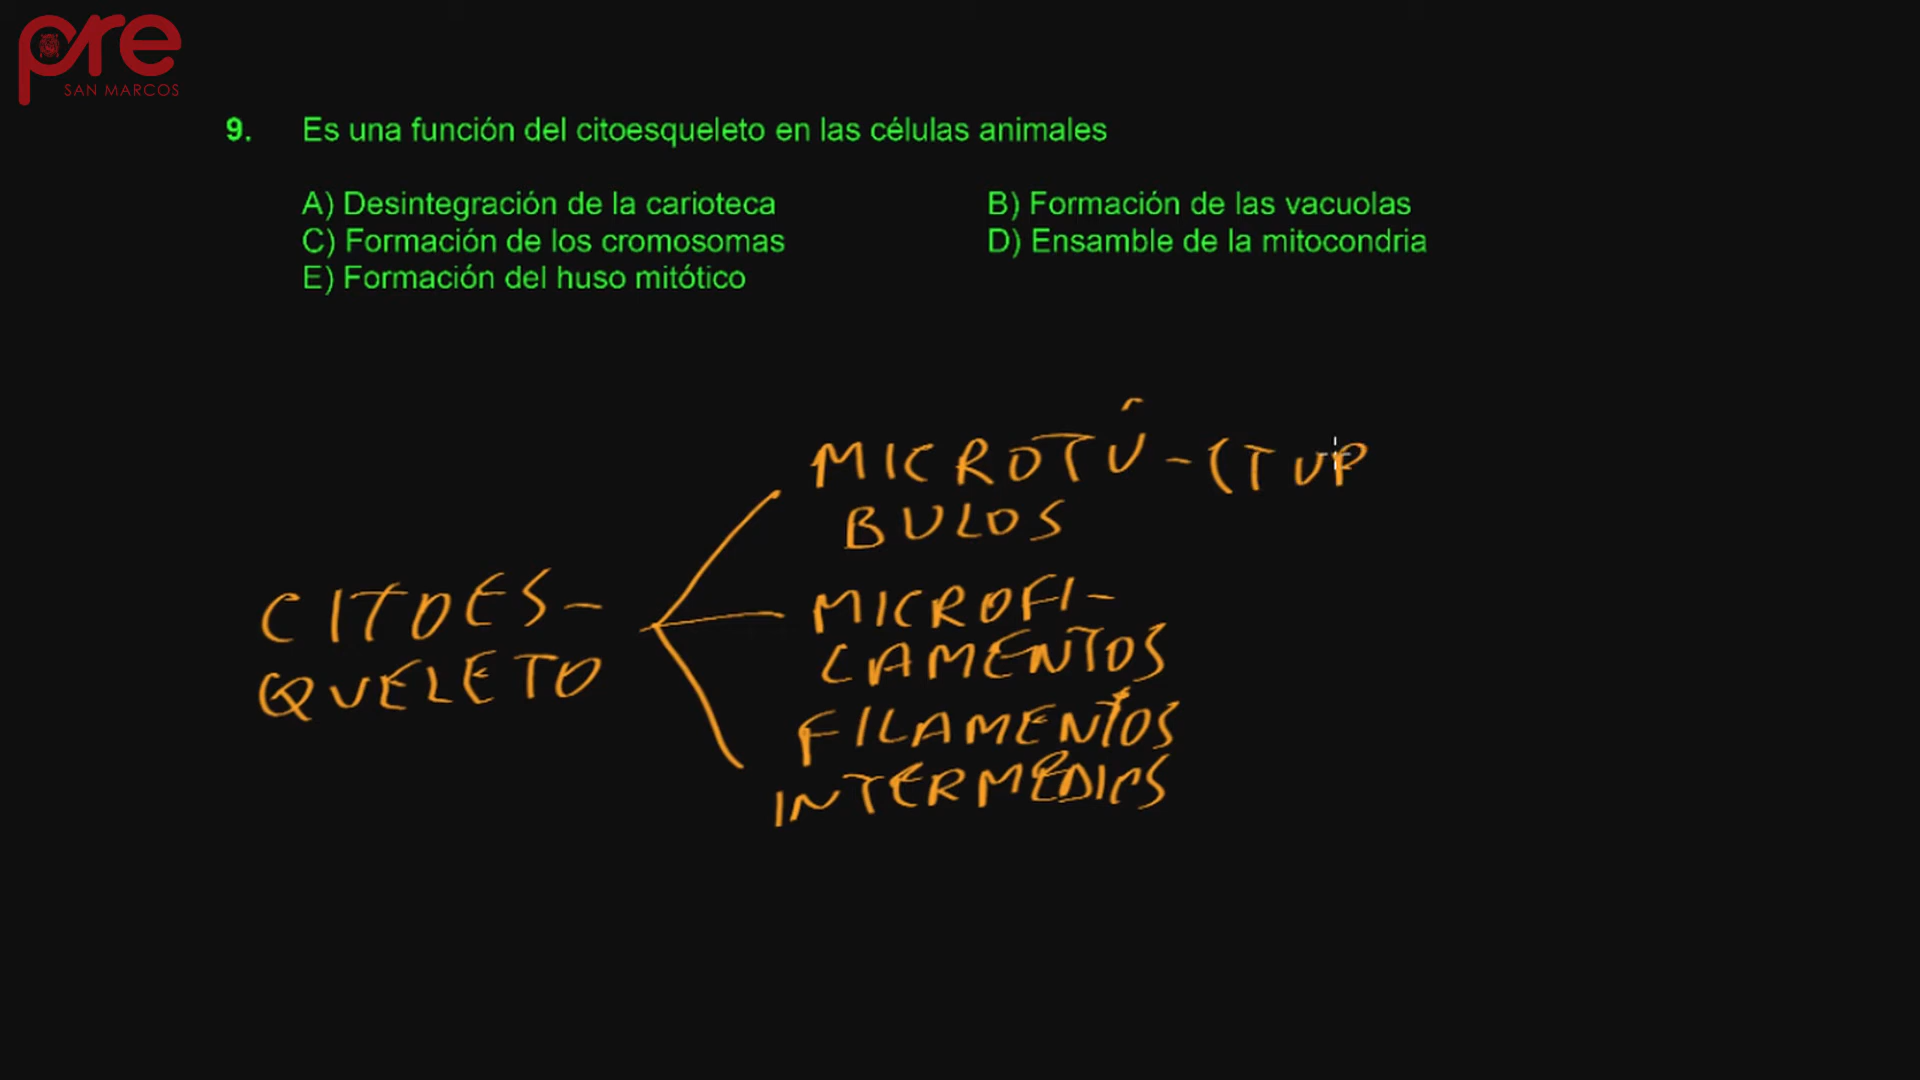 pre
SAN MARCOS
9. Es una función del citoesqueleto en las células animales
A) Desintegración de la carioteca B) Formación de las vacuolas
C) Formación de los cromosomas D) Ensamble de la mitocondria
E) Formación del huso mitótico
MICROTÚ - (TUP
BULOS
CITOES-
QUELETO
MICROFI-
LAMENTOS
FILAMENTOS
INTERMEDIOS